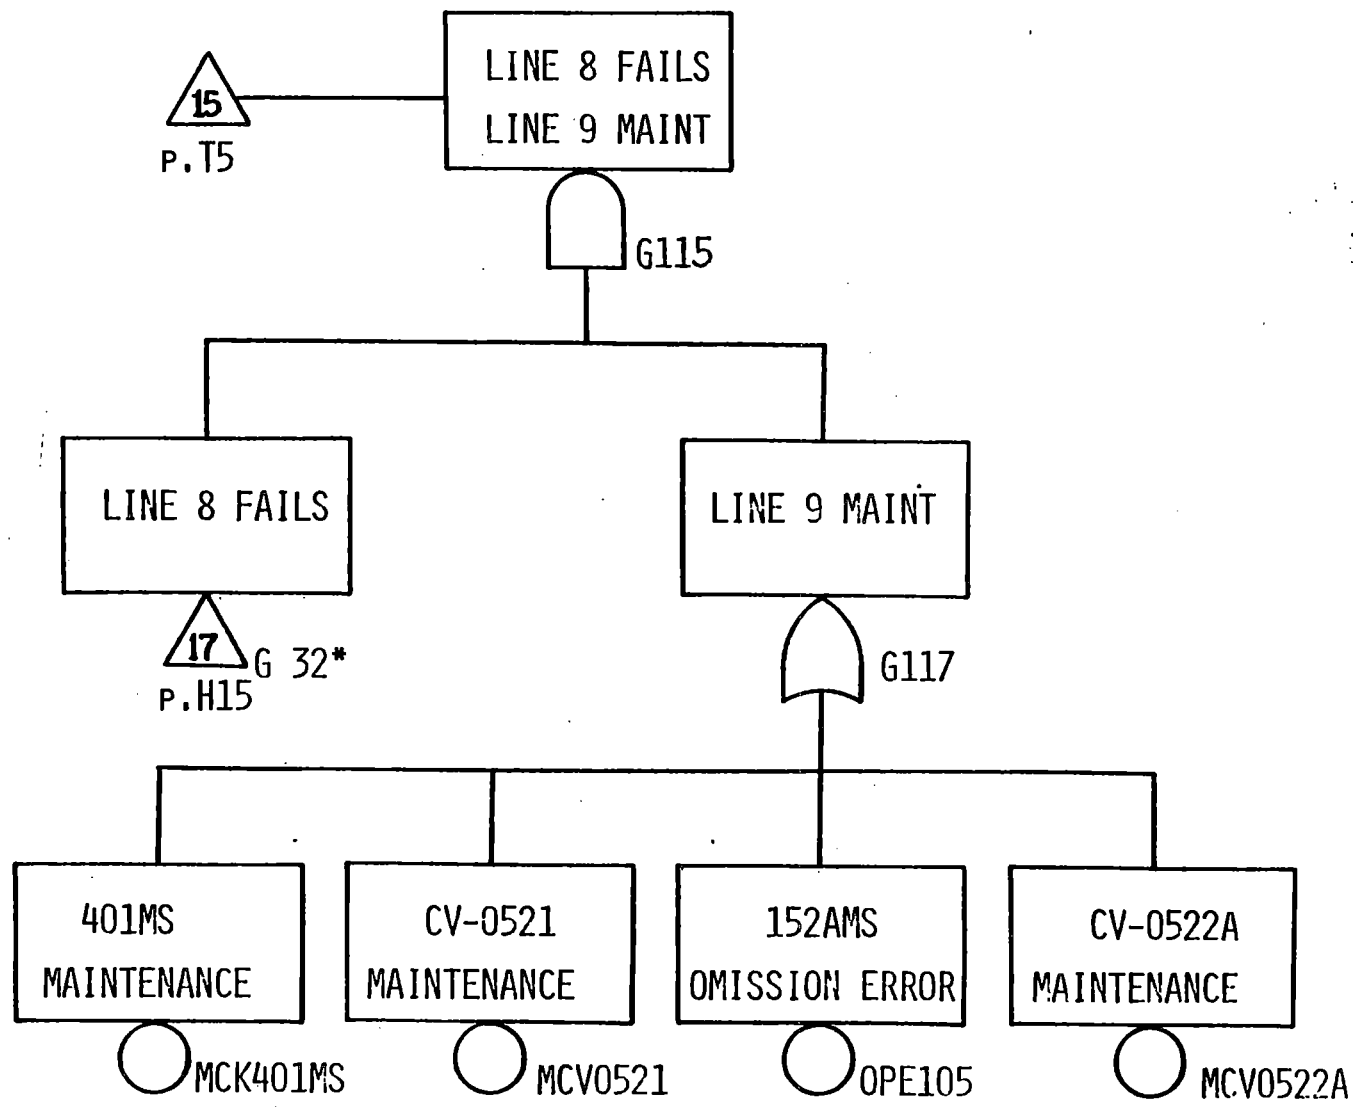 LINE 8 FAILS
LINE 9 MAINT
15
P.T5
G115
LINE 8 FAILS
LINE 9 MAINT
17
G 32*
P.H15
G117
401MS
MAINTENANCE
CV-0521
MAINTENANCE
152AMS
OMISSION ERROR
CV-0522A
MAINTENANCE
MCK401MS
MCV0521
OPE105
MCV0522A